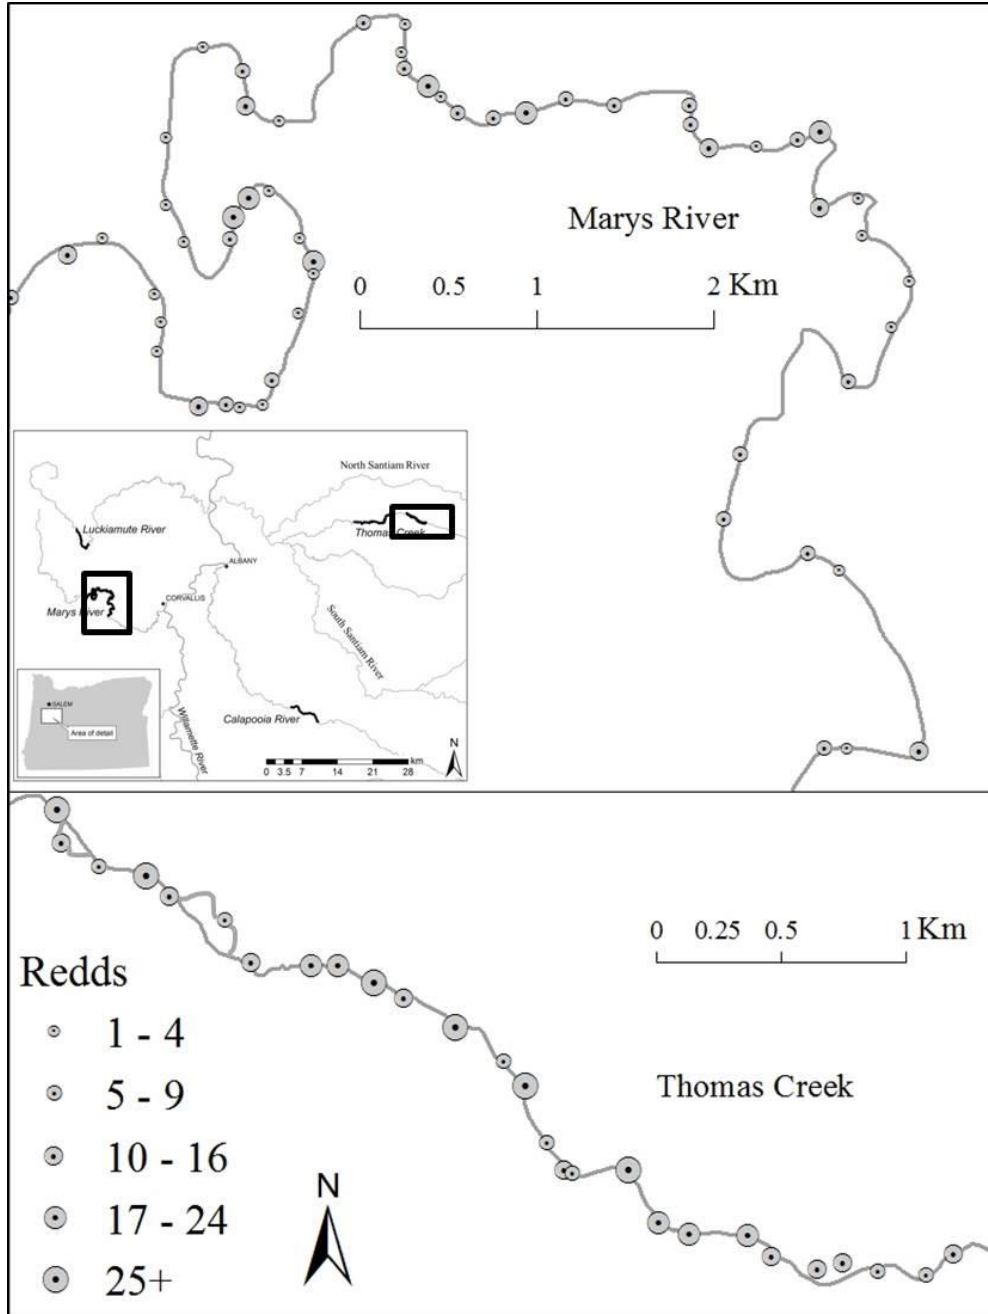 Marys River
0 0.5 1 2 Km
North Santiam River
Luckiamute River
Thomas Creek
ALBANY
CORVALLIS
Marys River
South Santiam River
SALEM
Area of detail
Willamette River
Calapooia River
N
km
0 3.5 7 14 21 28
0 0.25 0.5 1 Km
Redds
1 - 4
5 - 9
10 - 16
17 - 24
25+
Thomas Creek
N